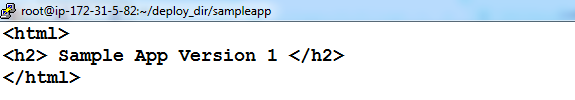 root@ip-172-31-5-82:~/deploy_dir/sampleapp
<html>
<h2> Sample App Version 1 </h2>
</html>